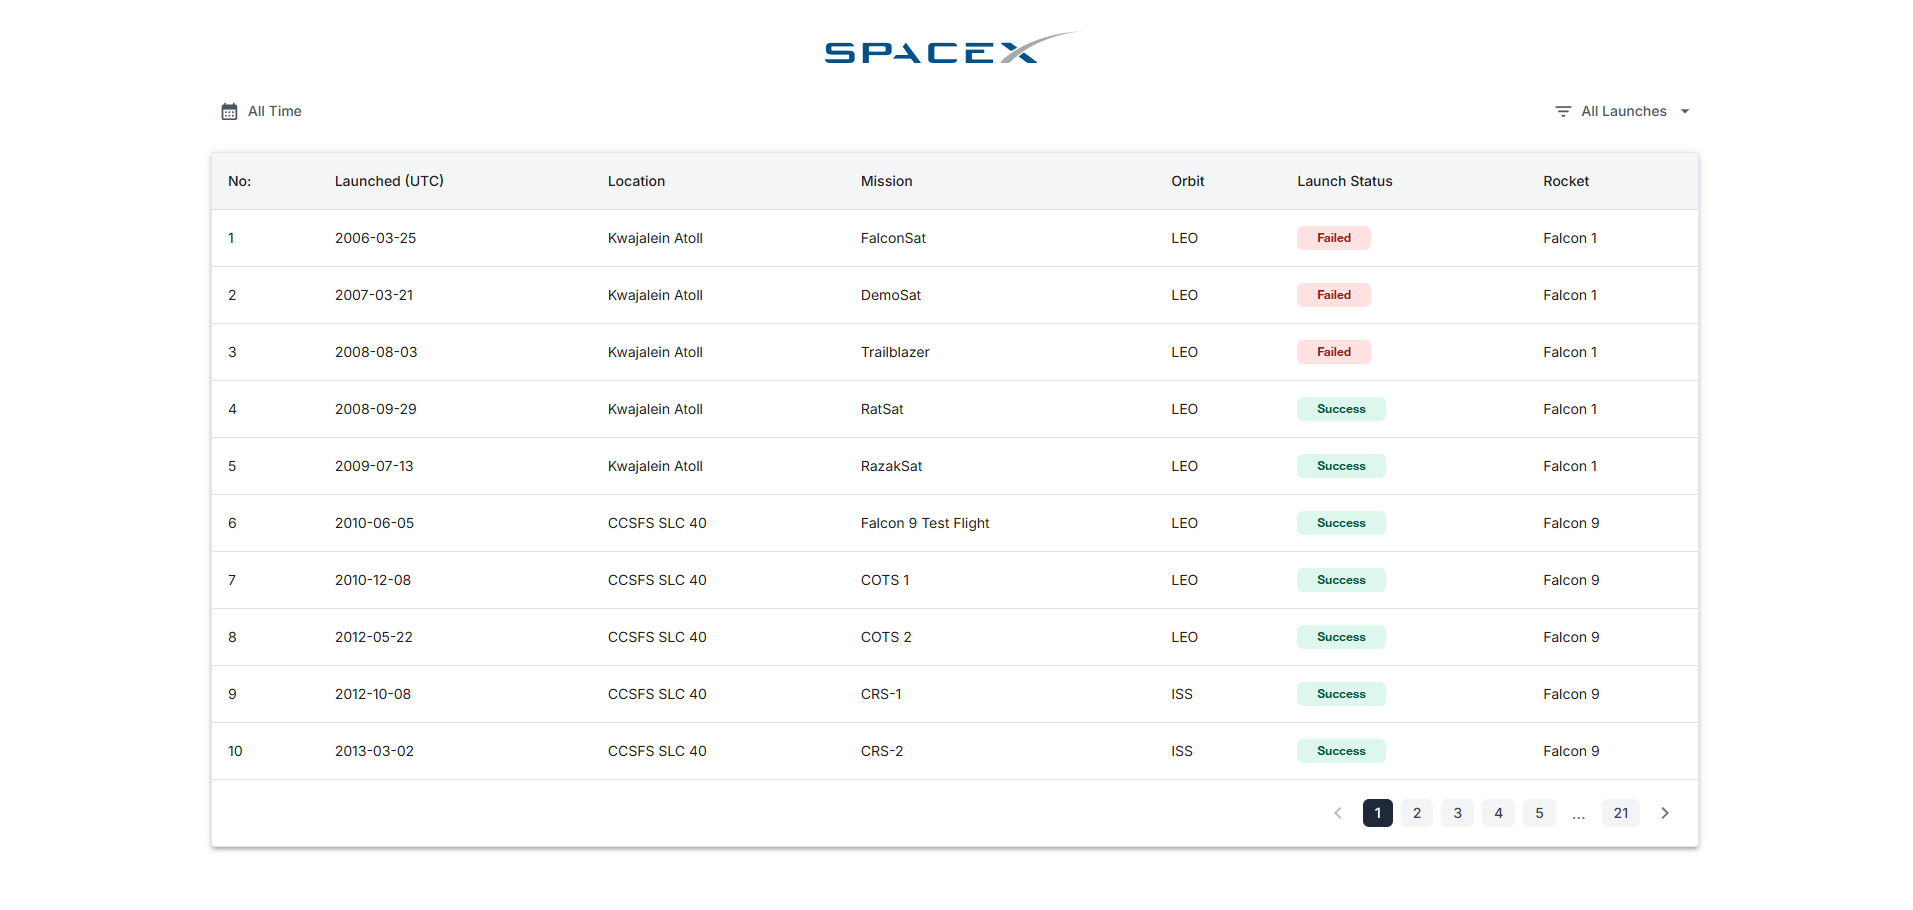 SPACEX
All Time All Launches
No: Launched (UTC) Location Mission Orbit Launch Status Rocket
1 2006-03-25 Kwajalein Atoll FalconSat LEO Failed Falcon 1
2 2007-03-21 Kwajalein Atoll DemoSat LEO Failed Falcon 1
3 2008-08-03 Kwajalein Atoll Trailblazer LEO Failed Falcon 1
4 2008-09-29 Kwajalein Atoll RatSat LEO Success Falcon 1
5 2009-07-13 Kwajalein Atoll RazakSat LEO Success Falcon 1
6 2010-06-05 CCSFS SLC 40 Falcon 9 Test Flight LEO Success Falcon 9
7 2010-12-08 CCSFS SLC 40 COTS 1 LEO Success Falcon 9
8 2012-05-22 CCSFS SLC 40 COTS 2 LEO Success Falcon 9
9 2012-10-08 CCSFS SLC 40 CRS-1 ISS Success Falcon 9
10 2013-03-02 CCSFS SLC 40 CRS-2 ISS Success Falcon 9
1 2 3 4 5 ... 21